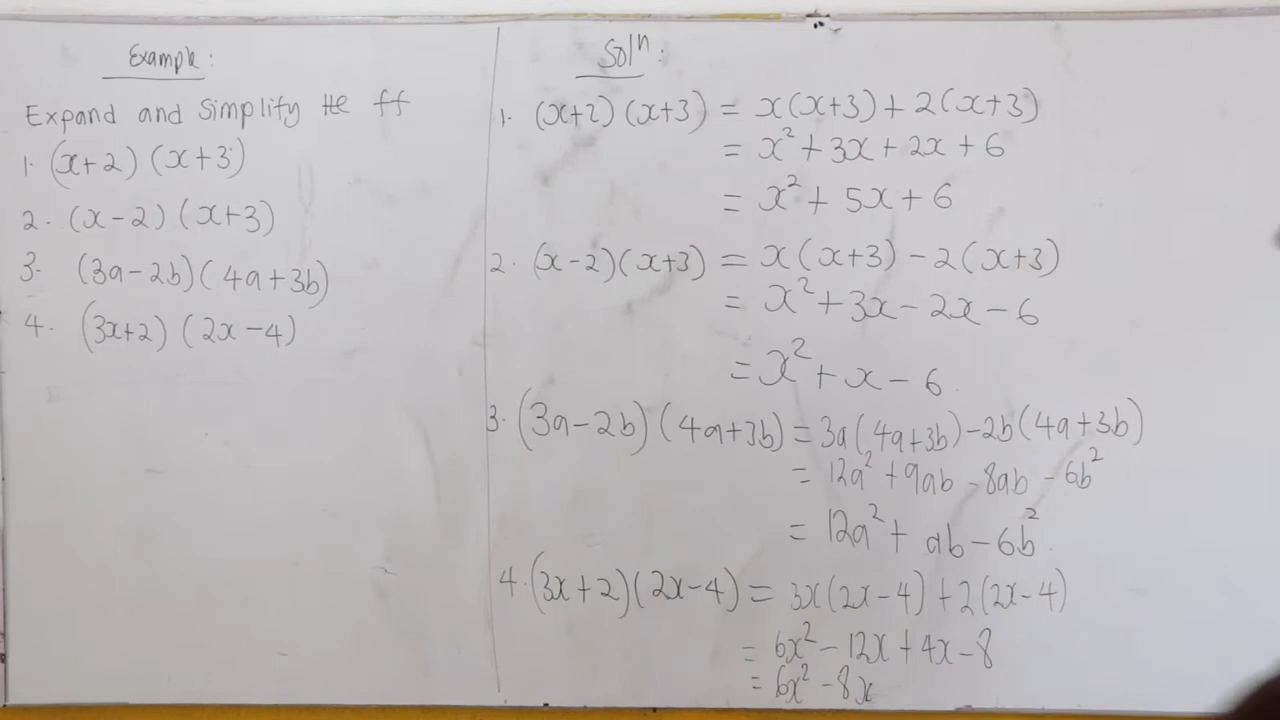 Example:
Expand and Simplify the ff
1. (x+2) (x+3)
2. (x-2) (x+3)
3. (3a-2b)(4a+3b)
4. (3x+2) (2x-4)
Solⁿ:
1. (x+2) (x+3) = x(x+3) + 2(x+3)
= x² + 3x + 2x + 6
= x² + 5x + 6
2. (x-2)(x+3) = x(x+3) - 2(x+3)
= x² + 3x - 2x - 6
= x² + x - 6.
3. (3a-2b)(4a+3b) = 3a(4a+3b) - 2b(4a+3b)
= 12a² + 9ab - 8ab - 6b²
= 12a² + ab - 6b².
4. (3x+2)(2x-4) = 3x(2x-4) + 2(2x-4)
= 6x² - 12x + 4x - 8
= 6x² - 8x